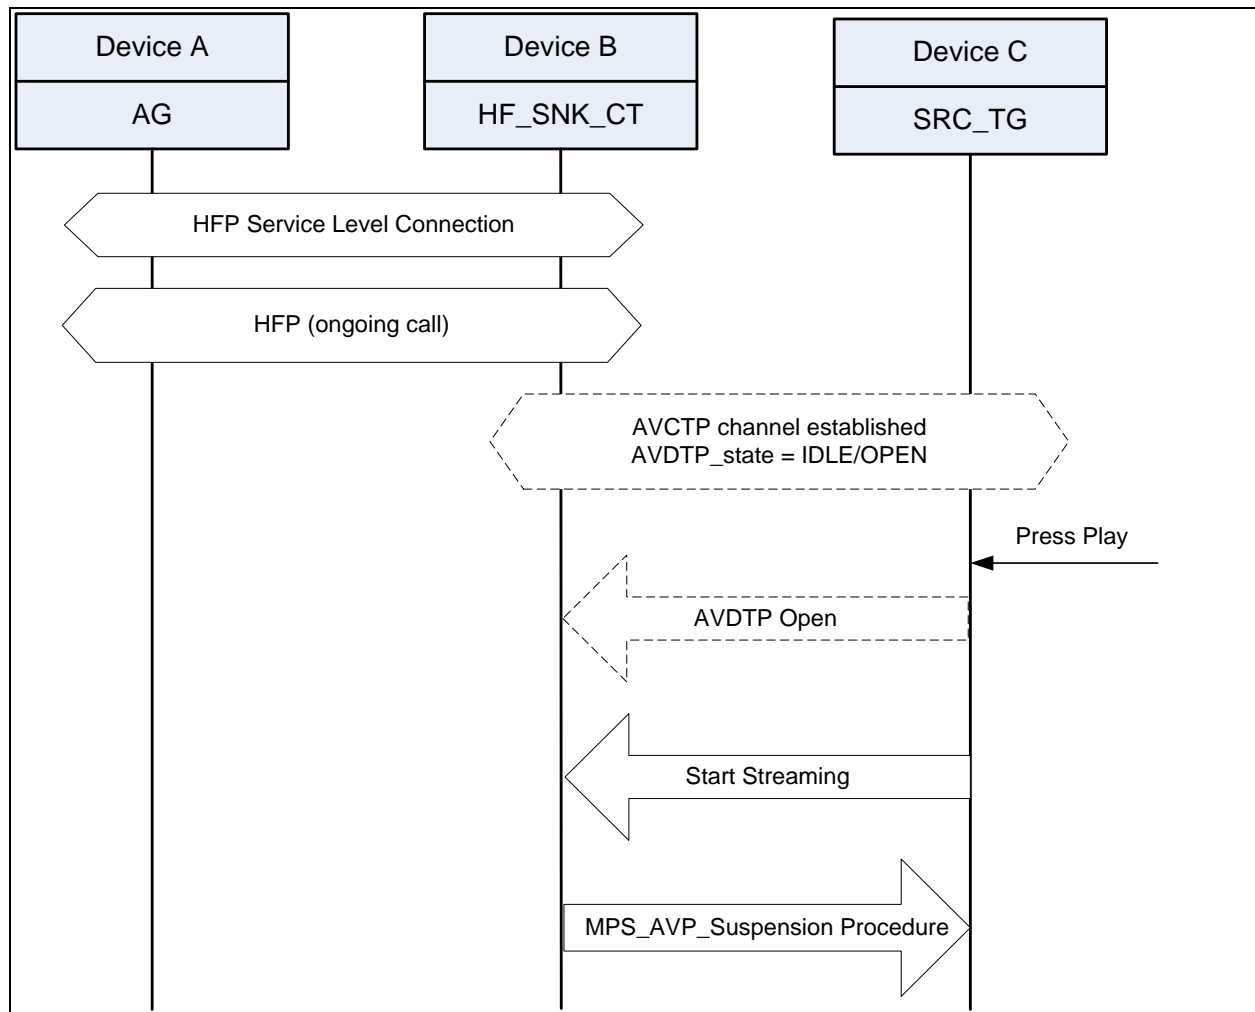 Device A
AG
Device B
HF_SNK_CT
Device C
SRC_TG
HFP Service Level Connection
HFP (ongoing call)
AVCTP channel established
AVDTP_state = IDLE/OPEN
Press Play
AVDTP Open
Start Streaming
MPS_AVP_Suspension Procedure